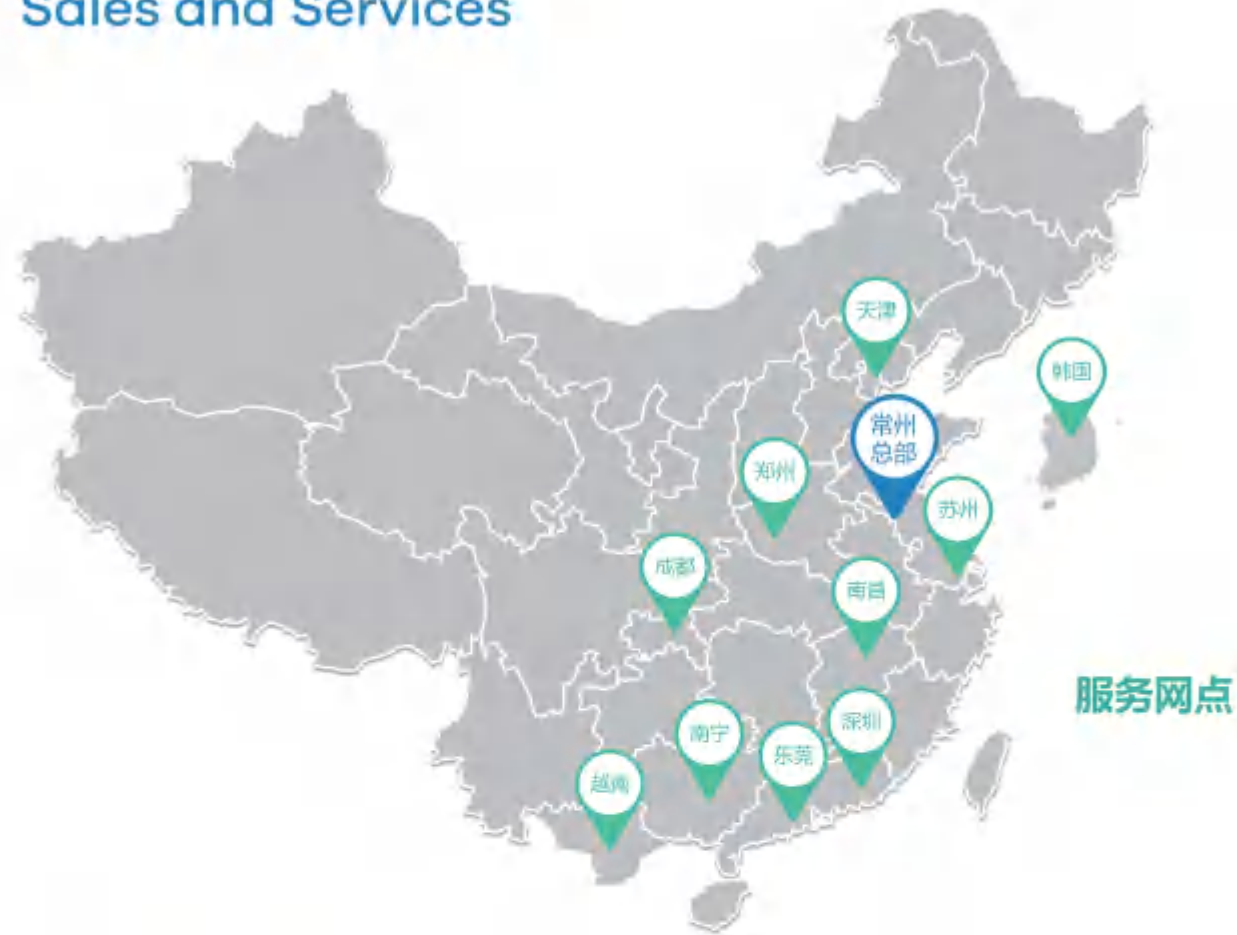 Sales and Services
天津
韩国
常州
总部
郑州
苏州
成都
南昌
服务网点
深圳
南宁
乐莞
越南